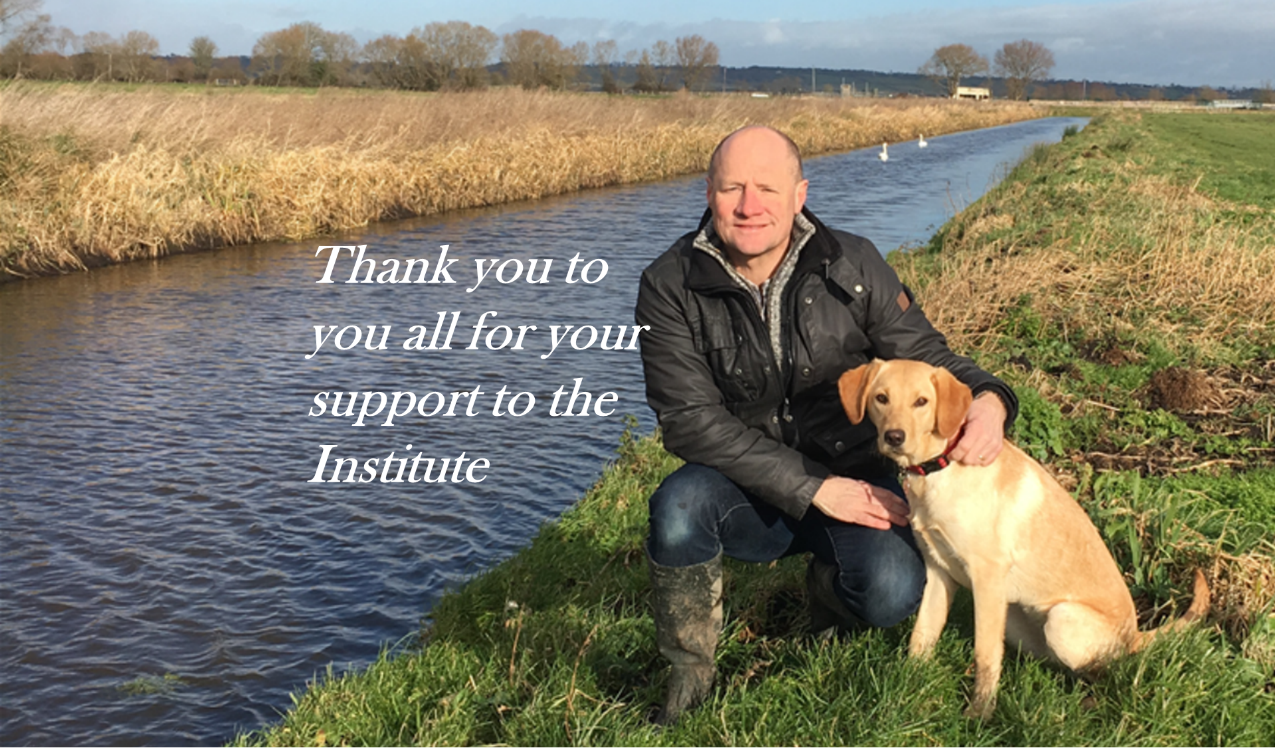 Thank you to
you all for your
support to the
Institute